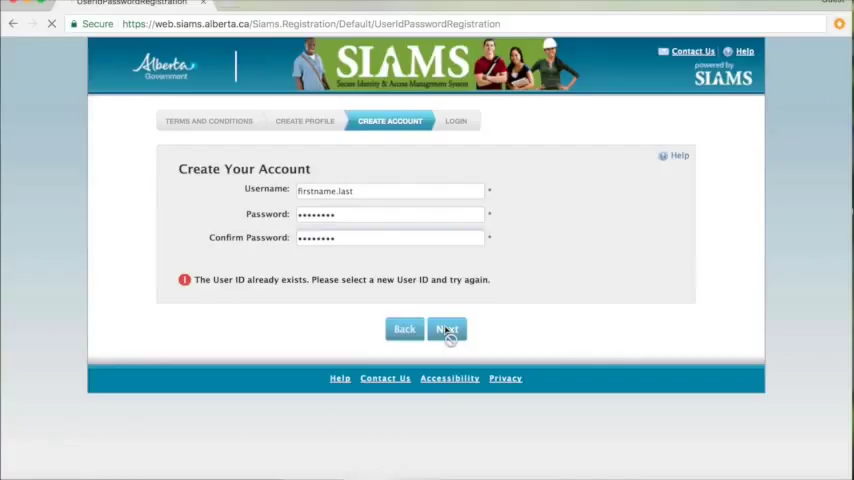 UserIdPasswordRegistration
Secure https://web.siams.alberta.ca/Siams.Registration/Default/UserIdPasswordRegistration
Alberta Government
SIAMS
Secure Identity & Access Management System
Contact Us Help
powered by
SIAMS
TERMS AND CONDITIONS CREATE PROFILE CREATE ACCOUNT LOGIN
Help
Create Your Account
Username: firstname.last *
Password: •••••••• *
Confirm Password: •••••••• *
The User ID already exists. Please select a new User ID and try again.
Back Next
Help Contact Us Accessibility Privacy